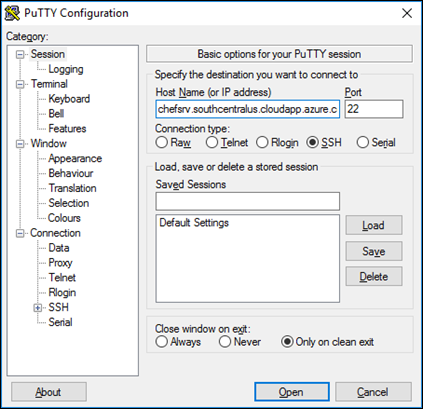 PuTTY Configuration
Category:
Session
Logging
Terminal
Keyboard
Bell
Features
Window
Appearance
Behaviour
Translation
Selection
Colours
Connection
Data
Proxy
Telnet
Rlogin
SSH
Serial
Basic options for your PuTTY session
Specify the destination you want to connect to
Host Name (or IP address) Port
chefsrv.southcentralus.cloudapp.azure.c 22
Connection type:
Raw Telnet Rlogin SSH Serial
Load, save or delete a stored session
Saved Sessions
Default Settings
Load
Save
Delete
Close window on exit:
Always Never Only on clean exit
About Open Cancel